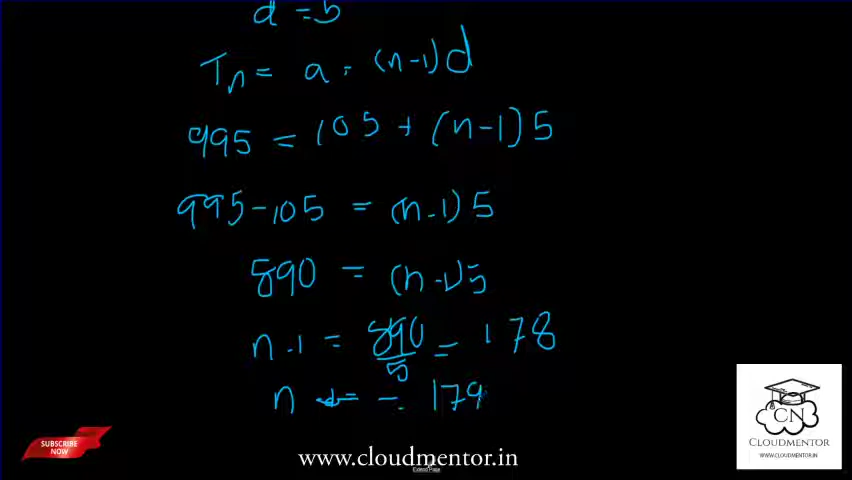 d = 5
Tn = a + (n-1)d
995 = 105 + (n-1)5
995-105 = (n-1)5
890 = (n-1)5
n-1 = 890/5 = 178
n = 179
SUBSCRIBE
NOW
CN
CLOUDMENTOR
WWW.CLOUDMENTOR.IN
www.cloudmentor.in